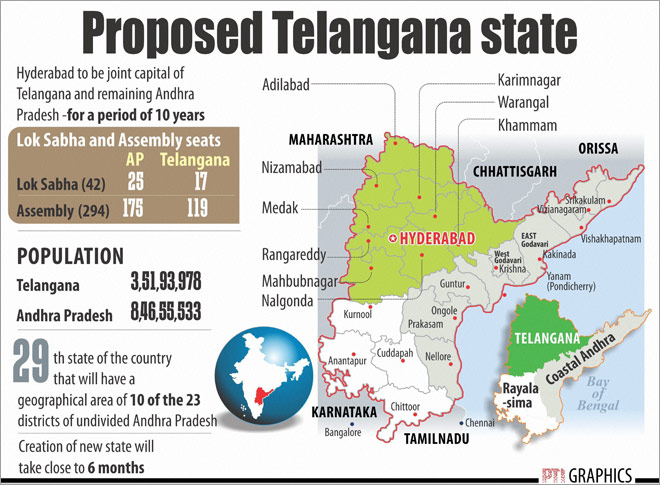 Proposed Telangana state
Hyderabad to be joint capital of
Telangana and remaining Andhra
Pradesh -for a period of 10 years
Lok Sabha and Assembly seats
AP Telangana
Lok Sabha (42) 25 17
Assembly (294) 175 119
POPULATION
Telangana 3,51,93,978
Andhra Pradesh 8,46,55,533
29th state of the country
that will have a
geographical area of 10 of the 23
districts of undivided Andhra Pradesh
Creation of new state will
take close to 6 months
Adilabad
Karimnagar
Warangal
Khammam
MAHARASHTRA
ORISSA
CHHATTISGARH
Nizamabad
Medak
Rangareddy
Mahbubnagar
Nalgonda
HYDERABAD
Srikakulam
Vizianagaram
Vishakhapatnam
EAST
Godavari
West
Godavari
Kakinada
Krishna
Yanam
(Pondicherry)
Guntur
Kurnool
Ongole
Prakasam
Anantapur
Cuddapah
Nellore
Chittoor
KARNATAKA
Bangalore
TAMILNADU
Chennai
TELANGANA
Coastal Andhra
Rayala
-sima
Bay
of
Bengal
PTI GRAPHICS